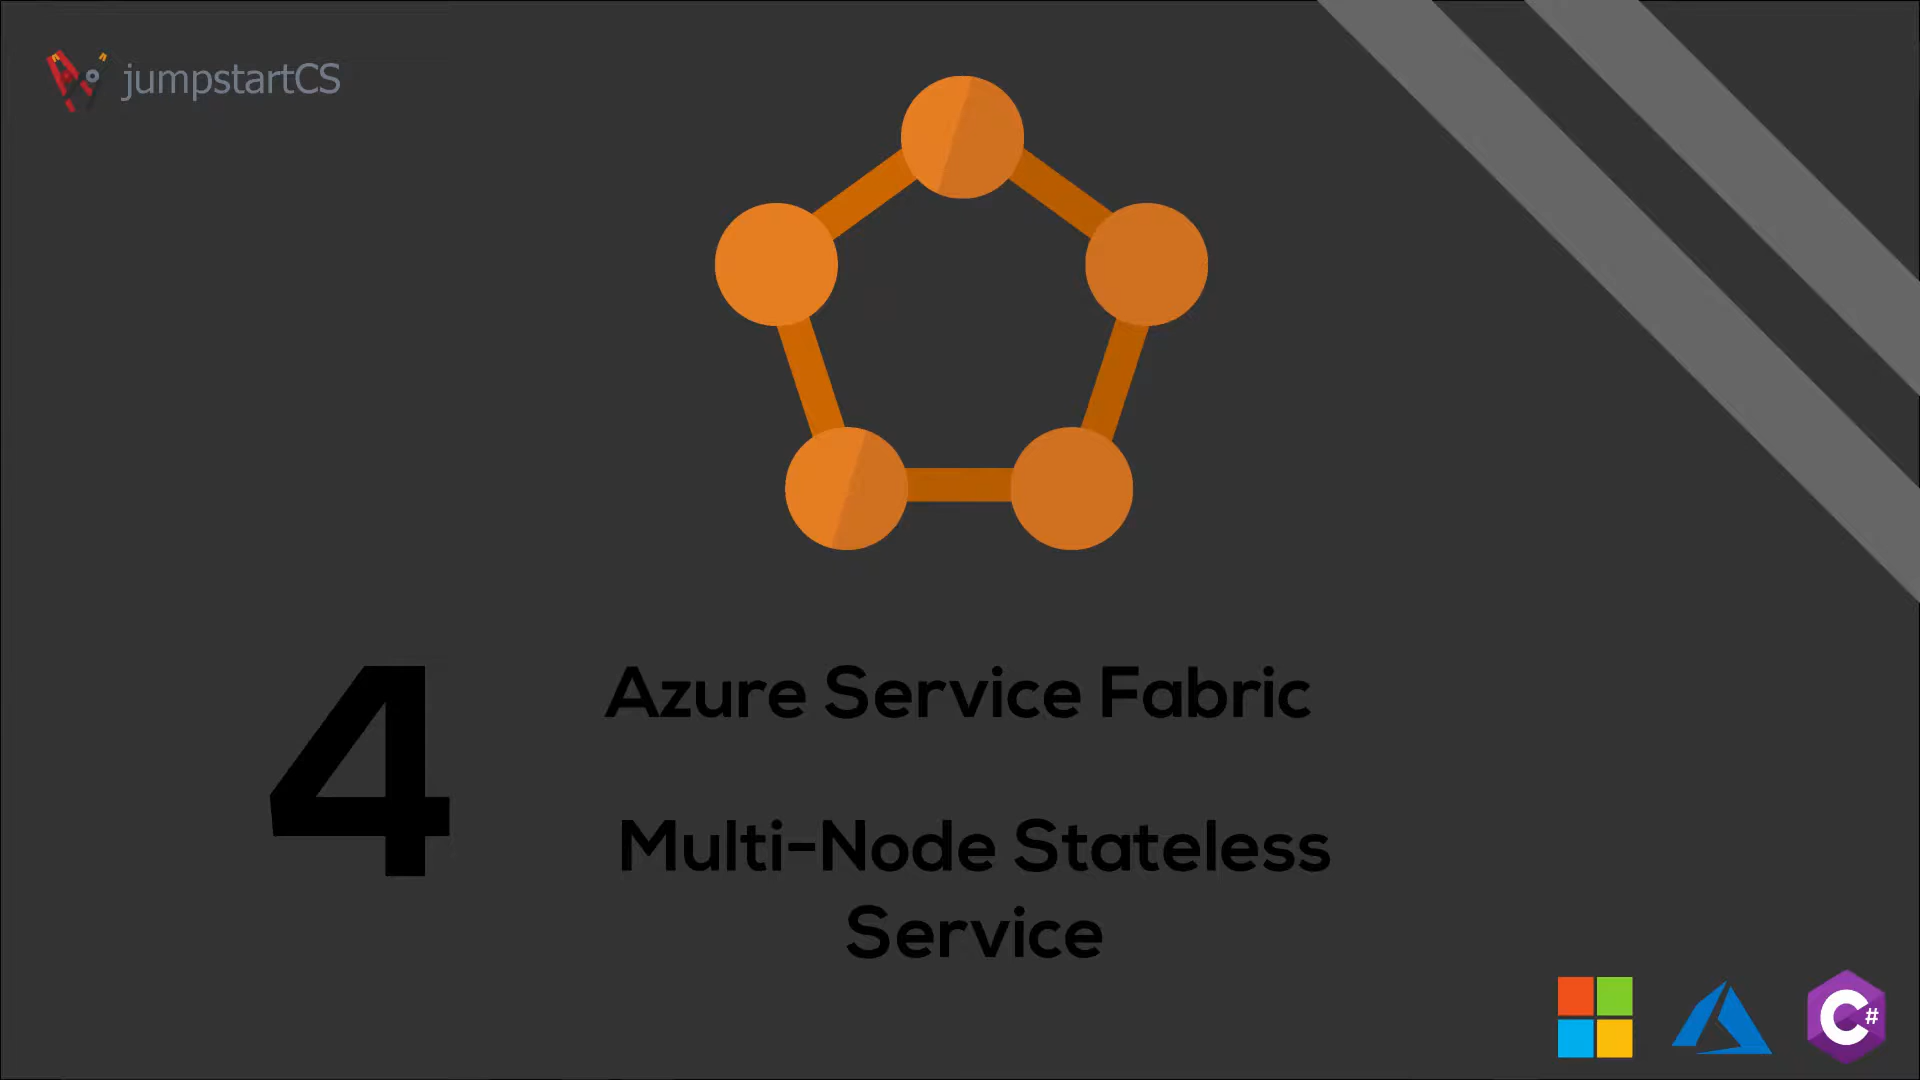 jumpstartCS
4
Azure Service Fabric
Multi-Node Stateless
Service
C#